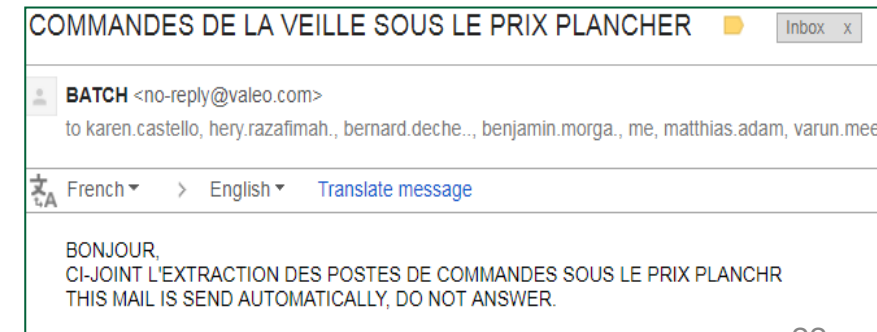 COMMANDES DE LA VEILLE SOUS LE PRIX PLANCHER Inbox x
BATCH <no-reply@valeo.com>
to karen.castello, hery.razafimah., bernard.deche.., benjamin.morga., me, matthias.adam, varun.mee
French > English Translate message
BONJOUR,
CI-JOINT L'EXTRACTION DES POSTES DE COMMANDES SOUS LE PRIX PLANCHR
THIS MAIL IS SEND AUTOMATICALLY, DO NOT ANSWER.